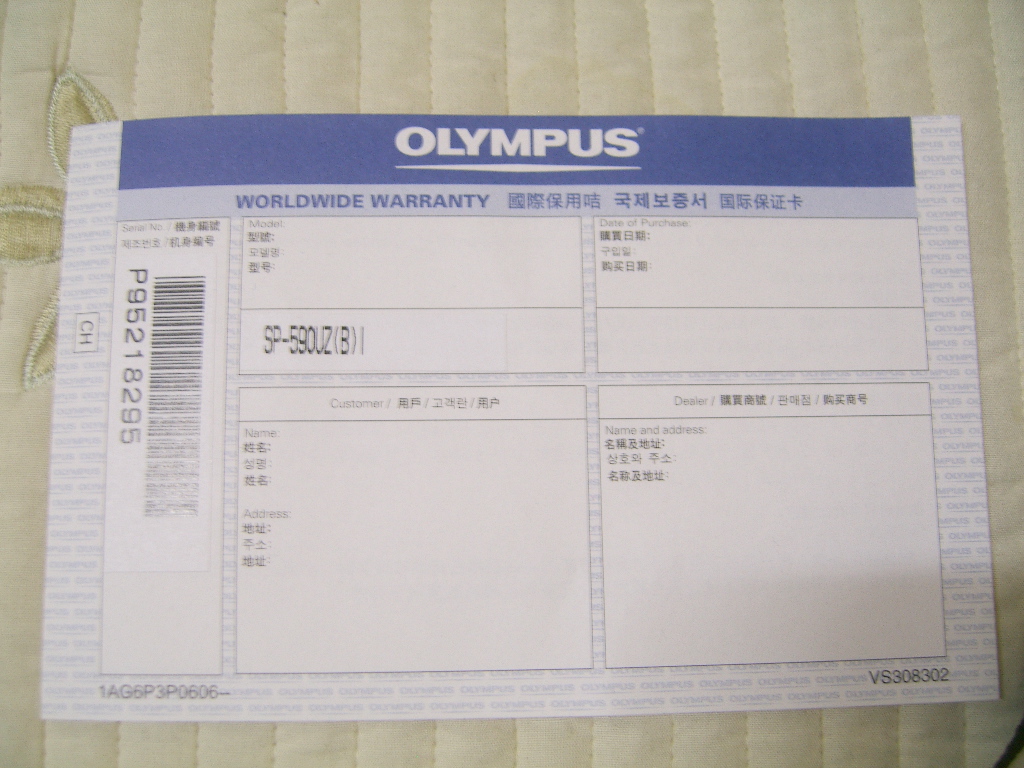 OLYMPUS®
WORLDWIDE WARRANTY 國際保用咭 국제보증서 国际保证卡
Serial No. / 機身編號
제조번호 / 机身编号
P95218295
CH
Model:
型號:
모델명:
型号:
SP-590UZ(B)I
Date of Purchase:
購買日期:
구입일:
购买日期:
Customer / 用戶 / 고객란 / 用户
Name:
姓名:
성명:
姓名:
Address:
地址:
주소:
地址:
Dealer / 購買商號 / 판매점 / 购买商号
Name and address:
名稱及地址:
상호와 주소:
名称及地址:
1AG6P3P0606--
VS308302